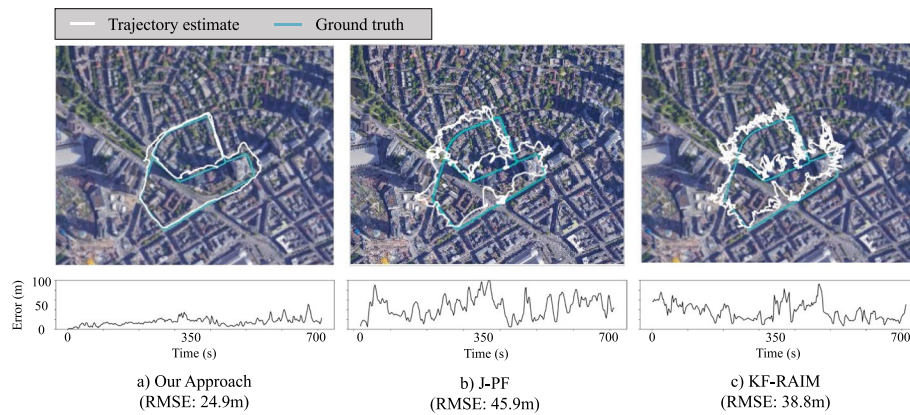 Trajectory estimate
Ground truth
Error (m)
100
50
0
0
350
700
0
350
700
0
350
700
Time (s)
Time (s)
Time (s)
a) Our Approach
(RMSE: 24.9m)
b) J-PF
(RMSE: 45.9m)
c) KF-RAIM
(RMSE: 38.8m)